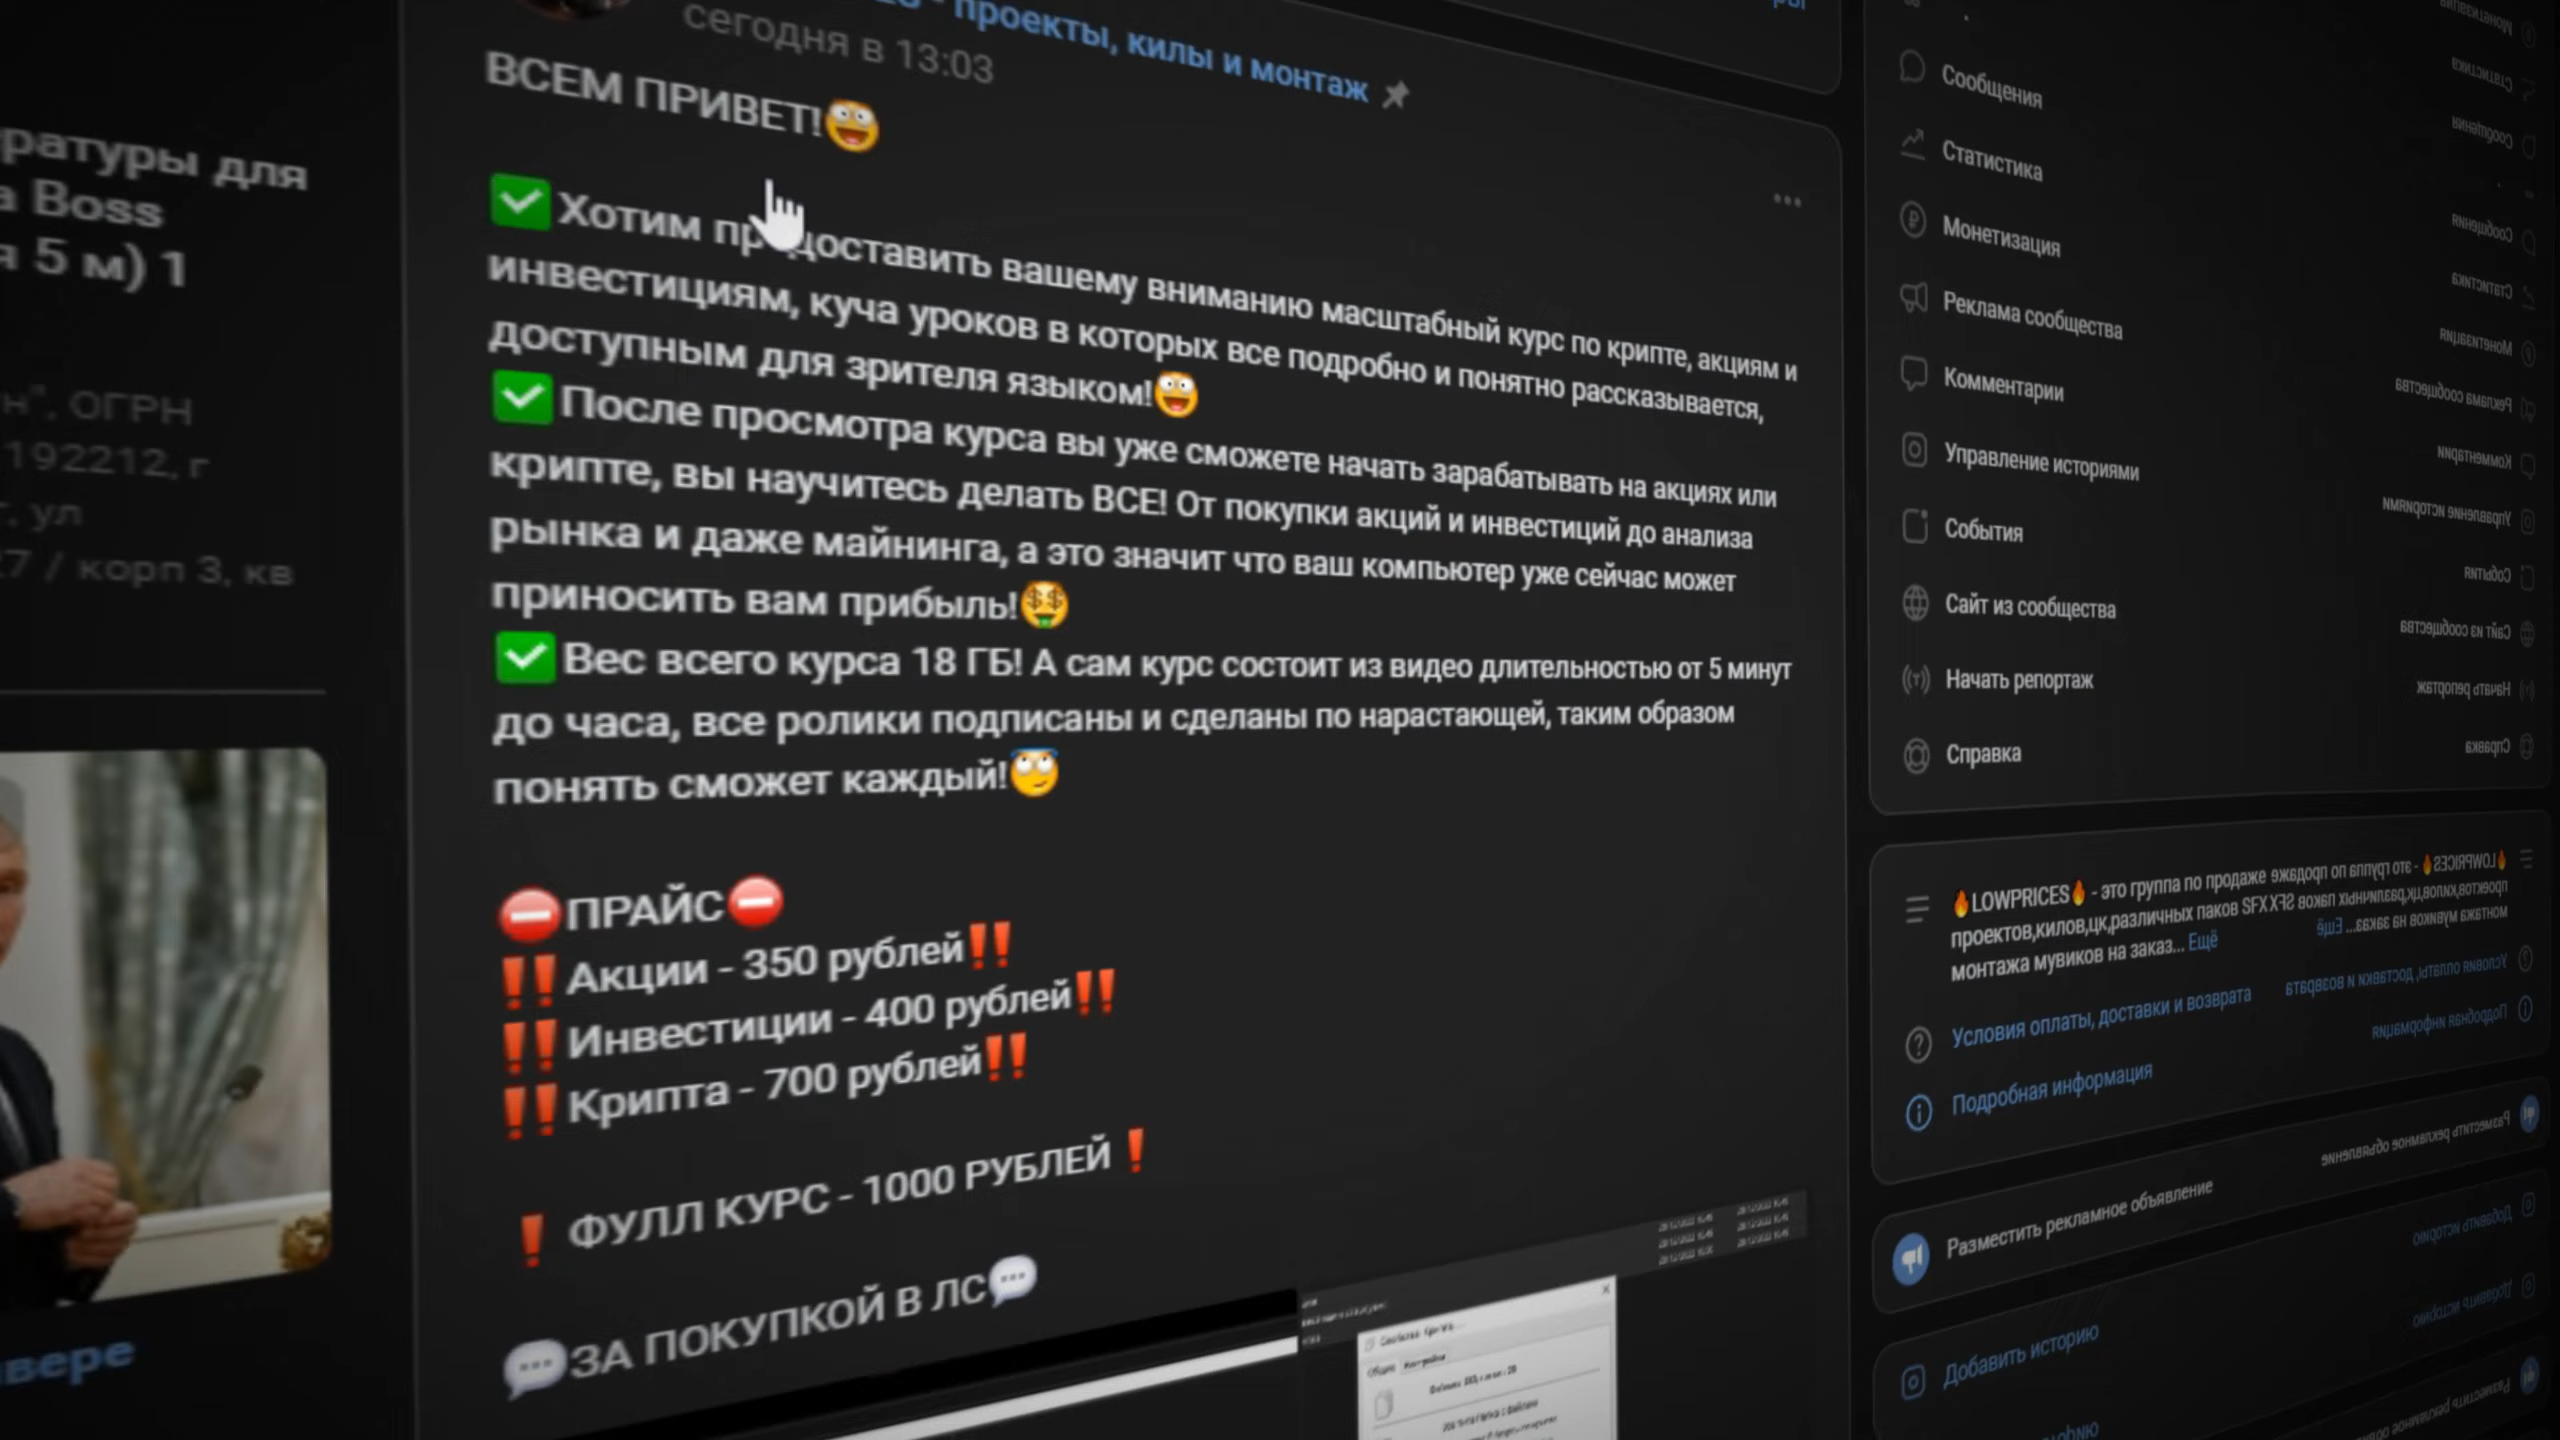 ратуры для
а Boss
я 5 м) 1
н", ОГРН
192212, г
г, ул
27 / корп 3, кв
вере
- проекты, килы и монтаж
сегодня в 13:03
ВСЕМ ПРИВЕТ!😀
✅Хотим пр доставить вашему вниманию масштабный курс по крипте, акциям и
инвестициям, куча уроков в которых все подробно и понятно рассказывается,
доступным для зрителя языком!😀
✅После просмотра курса вы уже сможете начать зарабатывать на акциях или
крипте, вы научитесь делать ВСЕ! От покупки акций и инвестиций до анализа
рынка и даже майнинга, а это значит что ваш компьютер уже сейчас может
приносить вам прибыль!🤑
✅Вес всего курса 18 ГБ! А сам курс состоит из видео длительностью от 5 минут
до часа, все ролики подписаны и сделаны по нарастающей, таким образом
понять сможет каждый!😇
⛔ПРАЙС⛔
‼Акции - 350 рублей‼
‼Инвестиции - 400 рублей‼
‼Крипта - 700 рублей‼
❗ФУЛЛ КУРС - 1000 РУБЛЕЙ❗
💬ЗА ПОКУПКОЙ В ЛС💬
Сообщения
Статистика
Монетизация
Реклама сообщества
Комментарии
Управление историями
События
Сайт из сообщества
Начать репортаж
Справка
🔥LOWPRICES🔥 - это группа по продаже
проектов,килов,цк,различных паков SFX
монтажа мувиков на заказ... Ещё
Условия оплаты, доставки и возврата
Подробная информация
Разместить рекламное объявление
Добавить историю